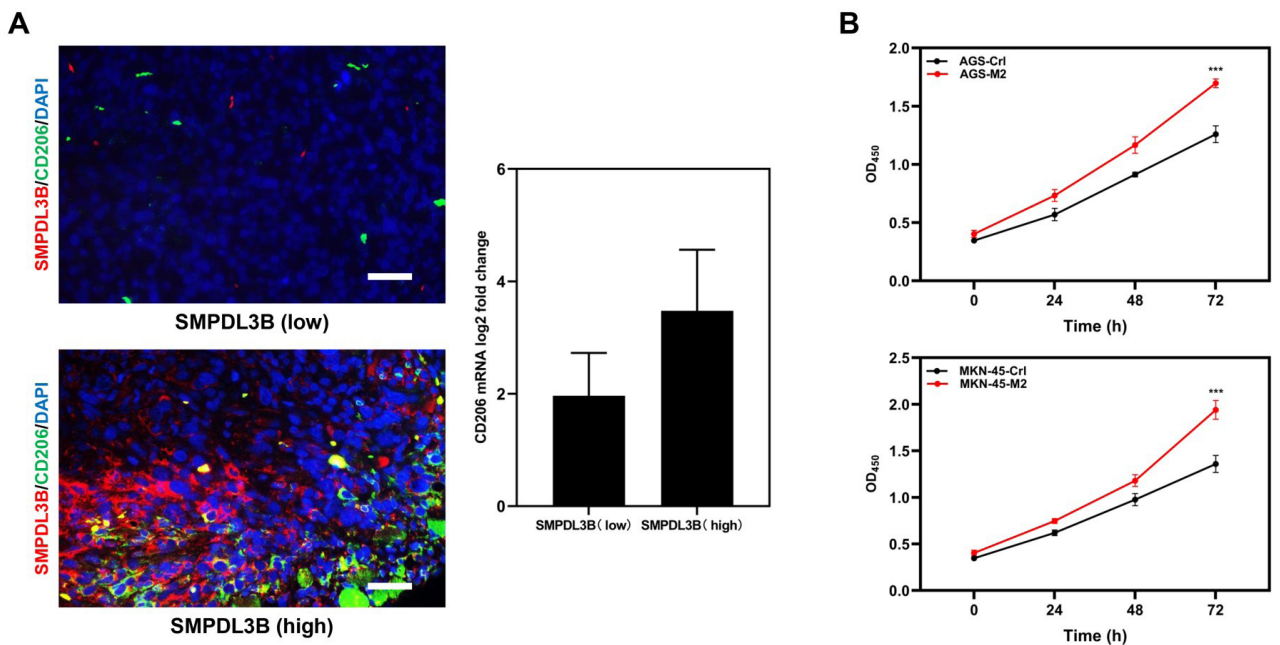 A
SMPDL3B/CD206/DAPI
SMPDL3B (low)
SMPDL3B/CD206/DAPI
SMPDL3B (high)
CD206 mRNA log2 fold change
6
4
2
0
SMPDL3B( low)
SMPDL3B( high)
B
OD450
2.0
1.5
1.0
0.5
0.0
AGS-Crl
AGS-M2
***
0 24 48 72
Time (h)
OD450
2.5
2.0
1.5
1.0
0.5
0.0
MKN-45-Crl
MKN-45-M2
***
0 24 48 72
Time (h)